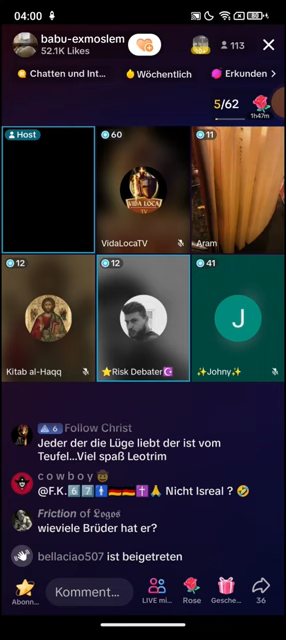 04:00
babu-exmoslem
52.1K Likes
113
Chatten und Int...
Wöchentlich
Erkunden >
5/62
1h47m
Host
60
11
VIDA LOCA
TV
VidaLocaTV
Aram
12
12
41
J
Kitab al-Haqq
⭐Risk Debater☪️
✨Johny✨
6 Follow Christ
Jeder der die Lüge liebt der ist vom
Teufel...Viel spaß Leotrim
c o w b o y 🤠
@F.K.6️⃣7️⃣🚹🇩🇪🇩🇪✝️🙏 Nicht Isreal ? 🤣
Friction of 𝕷𝖔𝖌𝖔𝖘
wieviele Brüder hat er?
bellaciao507 ist beigetreten
Komment...
Abonn...
LIVE mi...
Rose
Gesche...
36